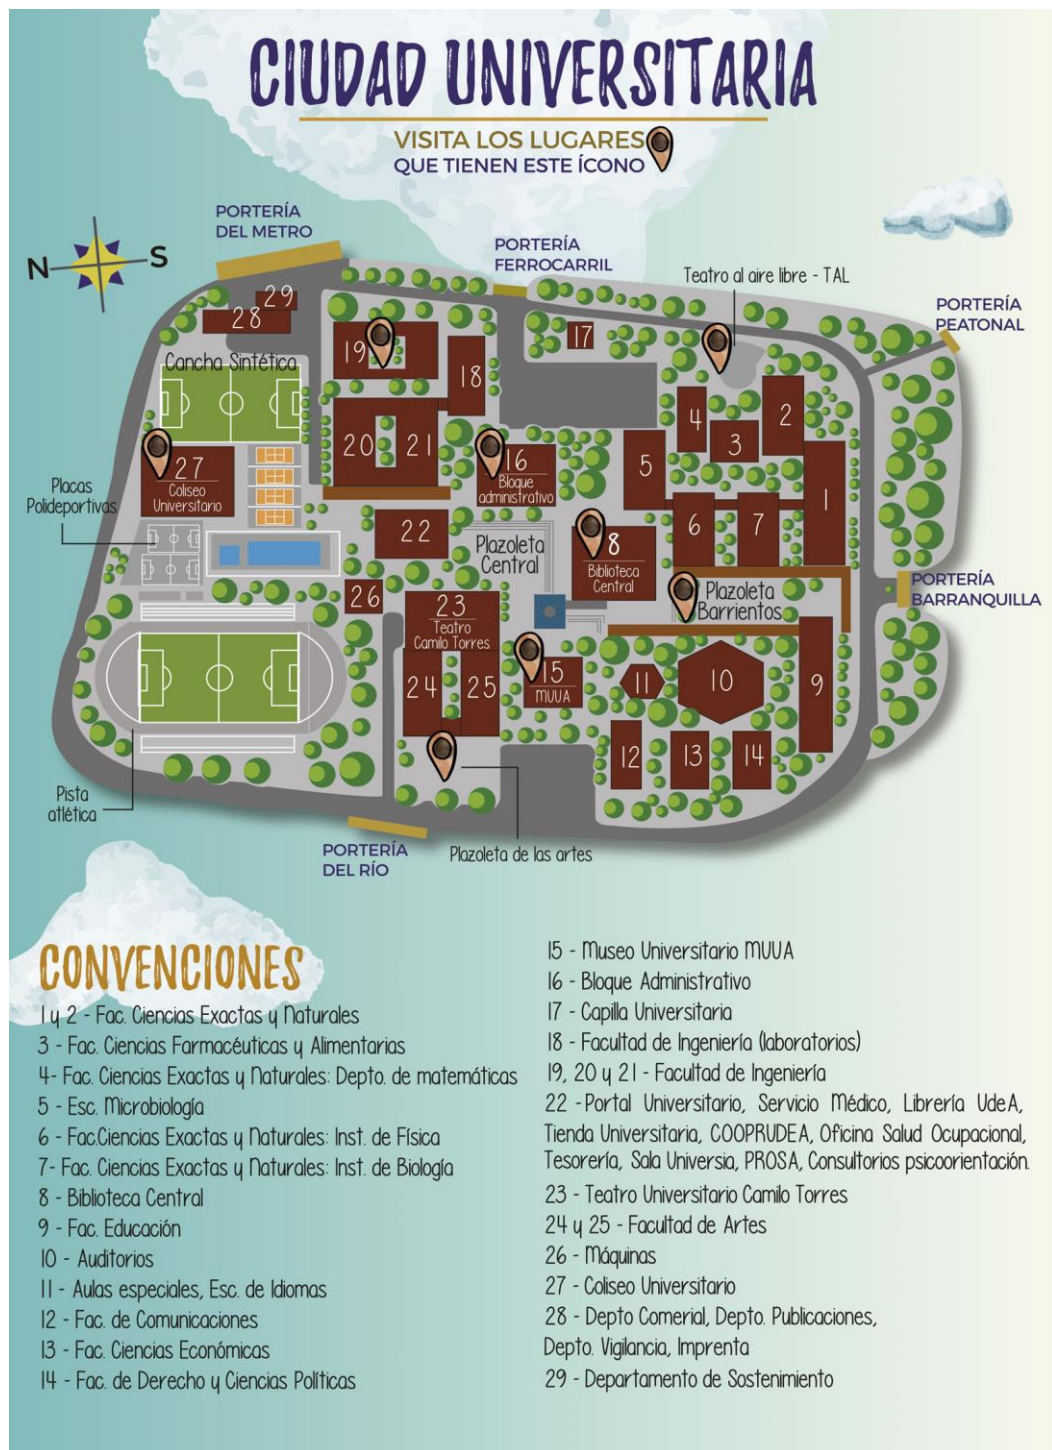 CIUDAD UNIVERSITARIA
VISITA LOS LUGARES
QUE TIENEN ESTE ÍCONO
PORTERÍA
DEL METRO
N
S
PORTERÍA
FERROCARRIL
Teatro al aire libre - TAL
PORTERÍA
PEATONAL
29
28
17
19
18
Cancha Sintética
20
21
4
2
3
16
Bloque
administrativo
5
1
27
Coliseo
Universitario
Placas
Polideportivas
22
Plazoleta
Central
8
Biblioteca
Central
6
7
26
23
Teatro
Camilo Torres
Plazoleta
Barrientos
PORTERÍA
BARRANQUILLA
24
25
15
MUUA
11
10
9
12
13
14
Pista
atlética
PORTERÍA
DEL RÍO
Plazoleta de las artes
CONVENCIONES
1 y 2 - Fac. Ciencias Exactas y Naturales
3 - Fac. Ciencias Farmacéuticas y Alimentarias
4- Fac. Ciencias Exactas y Naturales: Depto. de matemáticas
5 - Esc. Microbiología
6 - Fac.Ciencias Exactas y Naturales: Inst. de Física
7- Fac. Ciencias Exactas y Naturales: Inst. de Biología
8 - Biblioteca Central
9 - Fac. Educación
10 - Auditorios
11 - Aulas especiales, Esc. de Idiomas
12 - Fac. de Comunicaciones
13 - Fac. Ciencias Económicas
14 - Fac. de Derecho y Ciencias Políticas
15 - Museo Universitario MUUA
16 - Bloque Administrativo
17 - Capilla Universitaria
18 - Facultad de Ingeniería (laboratorios)
19, 20 y 21 - Facultad de Ingeniería
22 -Portal Universitario, Servicio Médico, Librería UdeA,
Tienda Universitaria, COOPRUDEA, Oficina Salud Ocupacional,
Tesorería, Sala Universia, PROSA, Consultorios psicoorientación.
23 - Teatro Universitario Camilo Torres
24 y 25 - Facultad de Artes
26 - Máquinas
27 - Coliseo Universitario
28 - Depto Comerial, Depto. Publicaciones,
Depto. Vigilancia, Imprenta
29 - Departamento de Sostenimiento